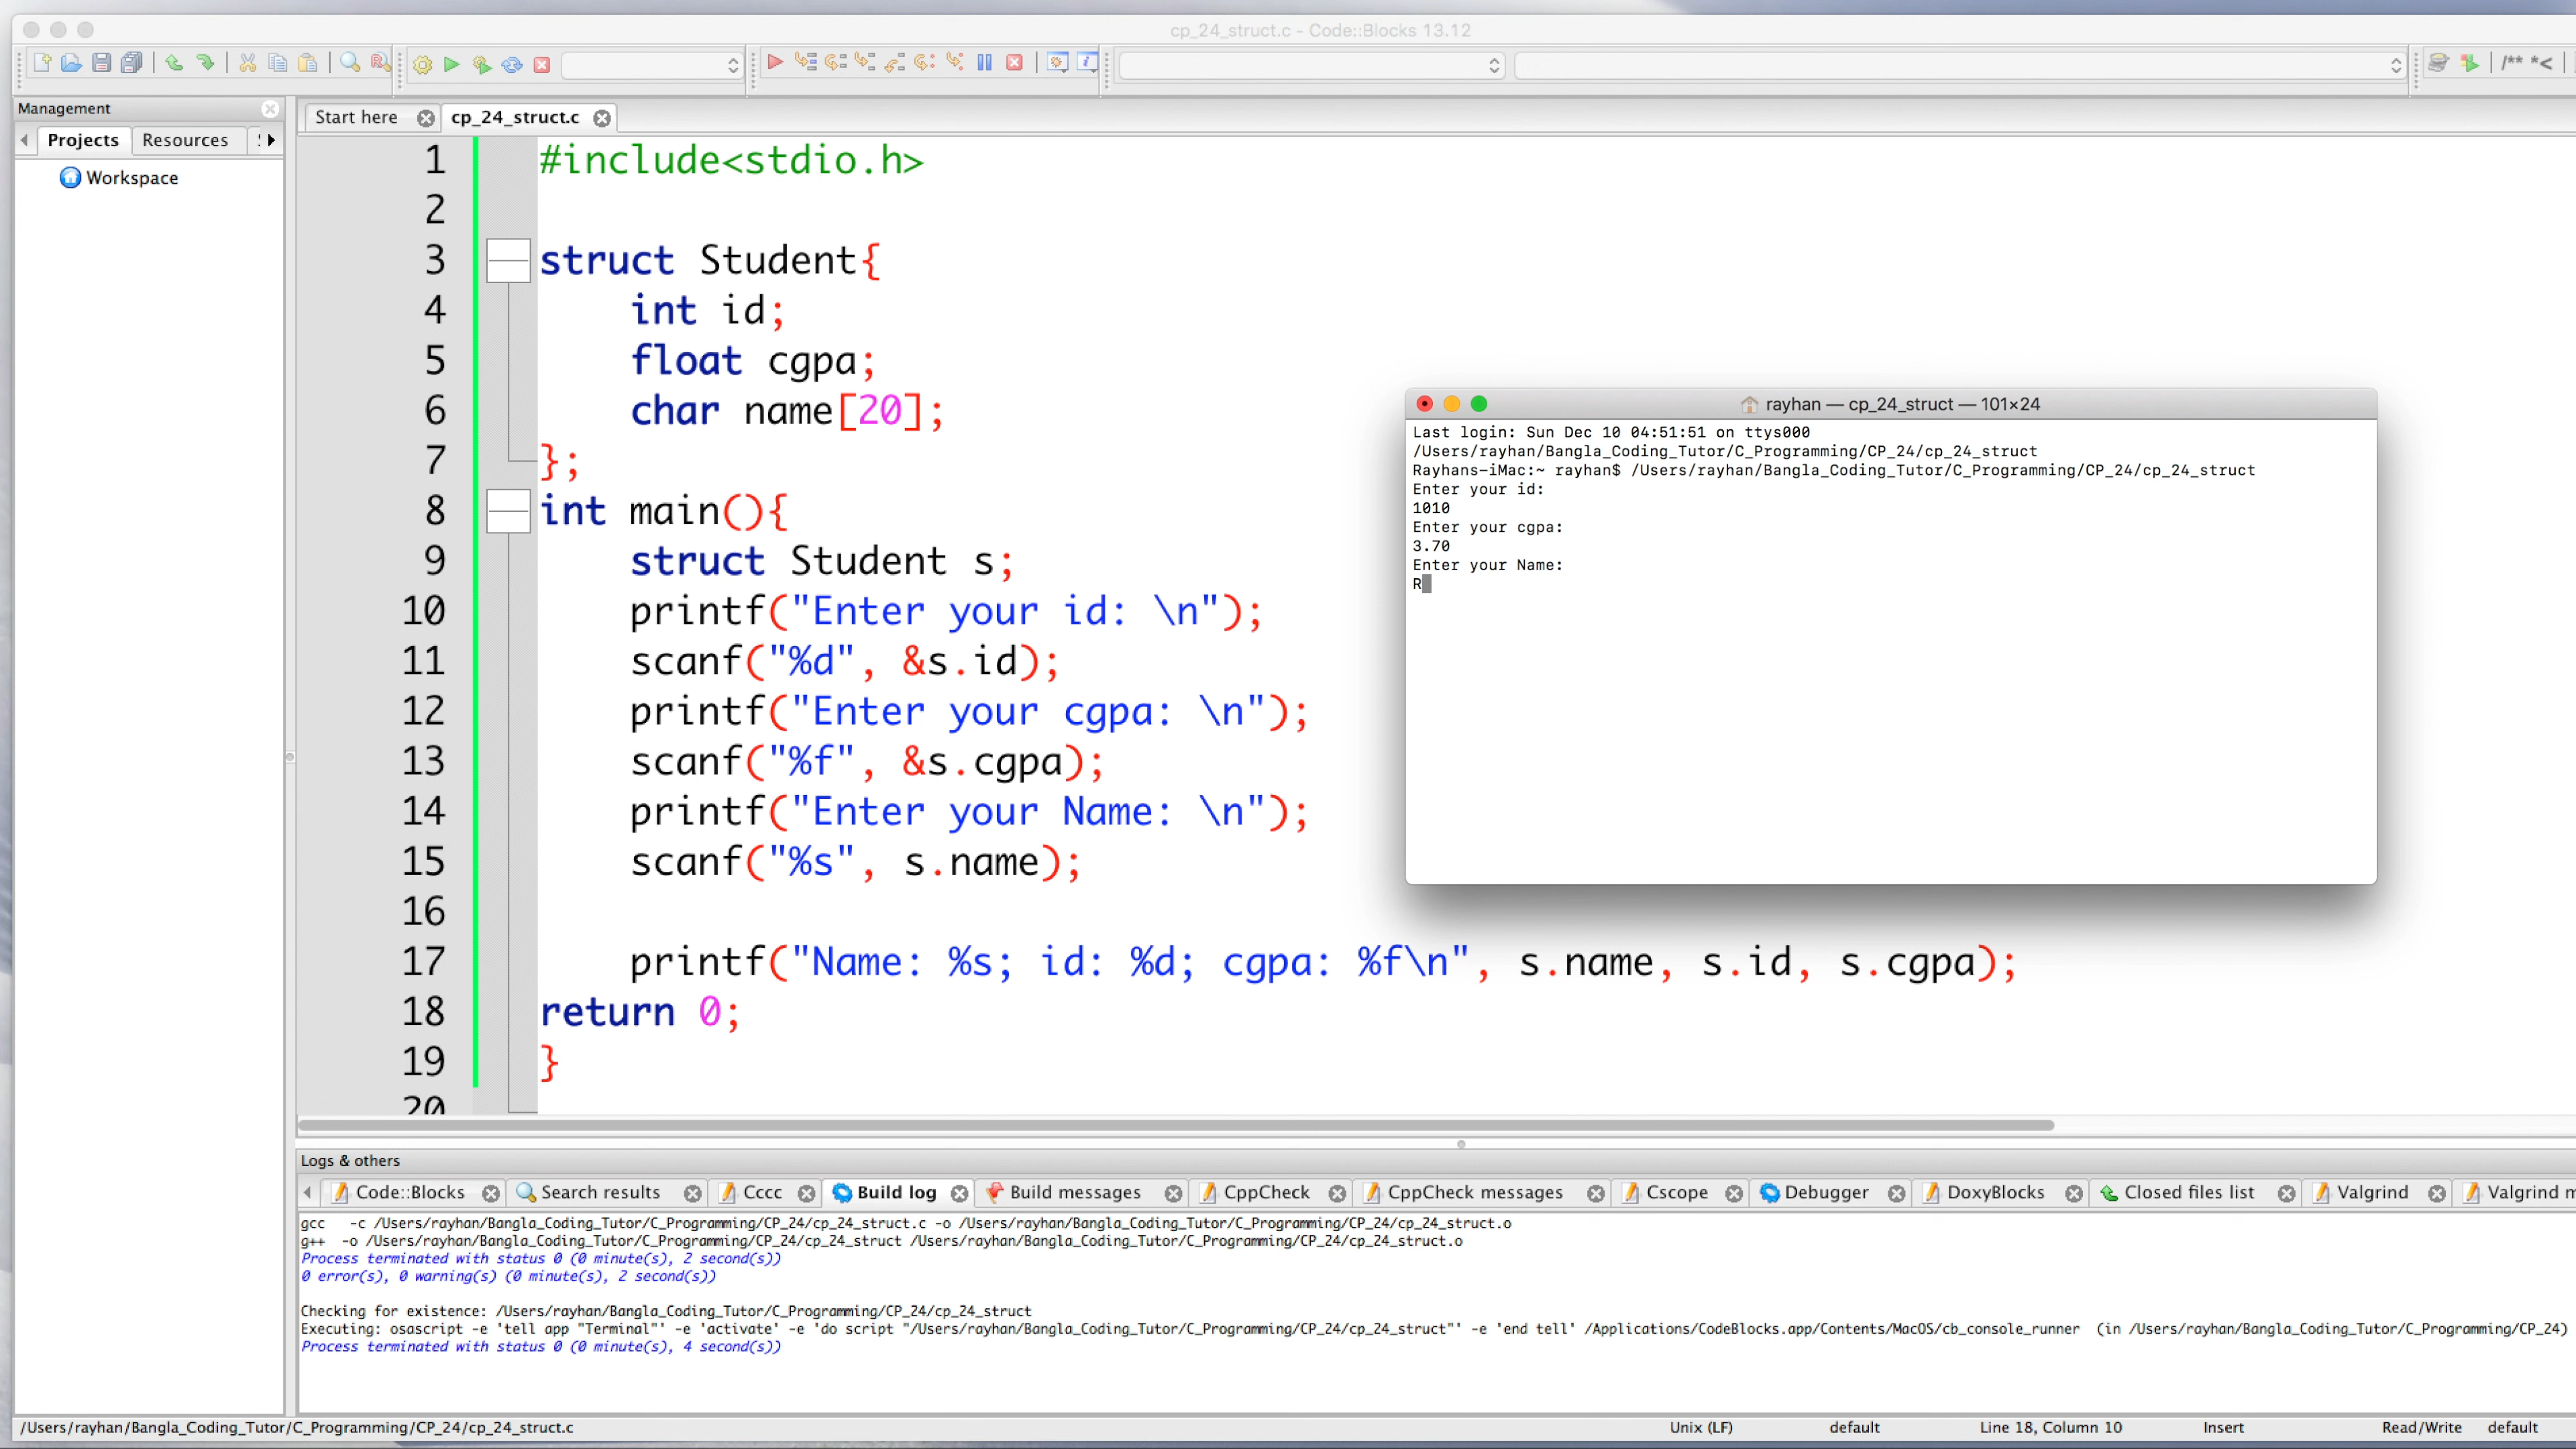 cp_24_struct.c - Code::Blocks 13.12
/** *<
Management
Projects Resources
Workspace
Start here cp_24_struct.c
1 #include<stdio.h>
2
3 struct Student{
4 int id;
5 float cgpa;
6 char name[20];
7 };
8 int main(){
9 struct Student s;
10 printf("Enter your id: \n");
11 scanf("%d", &s.id);
12 printf("Enter your cgpa: \n");
13 scanf("%f", &s.cgpa);
14 printf("Enter your Name: \n");
15 scanf("%s", s.name);
16
17 printf("Name: %s; id: %d; cgpa: %f\n", s.name, s.id, s.cgpa);
18 return 0;
19 }
20
rayhan — cp_24_struct — 101×24
Last login: Sun Dec 10 04:51:51 on ttys000
/Users/rayhan/Bangla_Coding_Tutor/C_Programming/CP_24/cp_24_struct
Rayhans-iMac:~ rayhan$ /Users/rayhan/Bangla_Coding_Tutor/C_Programming/CP_24/cp_24_struct
Enter your id:
1010
Enter your cgpa:
3.70
Enter your Name:
R
Logs & others
Code::Blocks Search results Cccc Build log Build messages CppCheck CppCheck messages Cscope Debugger DoxyBlocks Closed files list Valgrind Valgrind m
gcc -c /Users/rayhan/Bangla_Coding_Tutor/C_Programming/CP_24/cp_24_struct.c -o /Users/rayhan/Bangla_Coding_Tutor/C_Programming/CP_24/cp_24_struct.o
g++ -o /Users/rayhan/Bangla_Coding_Tutor/C_Programming/CP_24/cp_24_struct /Users/rayhan/Bangla_Coding_Tutor/C_Programming/CP_24/cp_24_struct.o
Process terminated with status 0 (0 minute(s), 2 second(s))
0 error(s), 0 warning(s) (0 minute(s), 2 second(s))
Checking for existence: /Users/rayhan/Bangla_Coding_Tutor/C_Programming/CP_24/cp_24_struct
Executing: osascript -e 'tell app "Terminal"' -e 'activate' -e 'do script "/Users/rayhan/Bangla_Coding_Tutor/C_Programming/CP_24/cp_24_struct"' -e 'end tell' /Applications/CodeBlocks.app/Contents/MacOS/cb_console_runner (in /Users/rayhan/Bangla_Coding_Tutor/C_Programming/CP_24)
Process terminated with status 0 (0 minute(s), 4 second(s))
/Users/rayhan/Bangla_Coding_Tutor/C_Programming/CP_24/cp_24_struct.c Unix (LF) default Line 18, Column 10 Insert Read/Write default